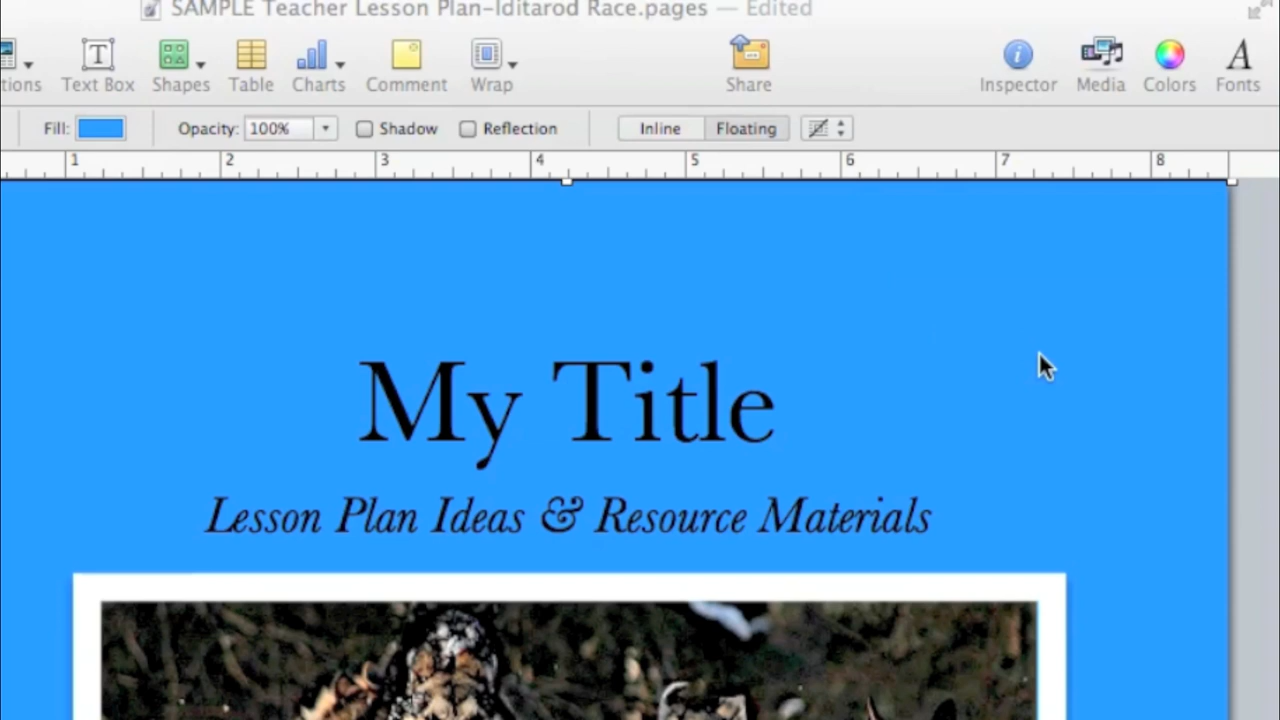 SAMPLE Teacher Lesson Plan-Iditarod Race.pages — Edited
tions Text Box Shapes Table Charts Comment Wrap Share Inspector Media Colors Fonts
Fill: Opacity: 100% Shadow Reflection Inline Floating
1 2 3 4 5 6 7 8
My Title
Lesson Plan Ideas & Resource Materials